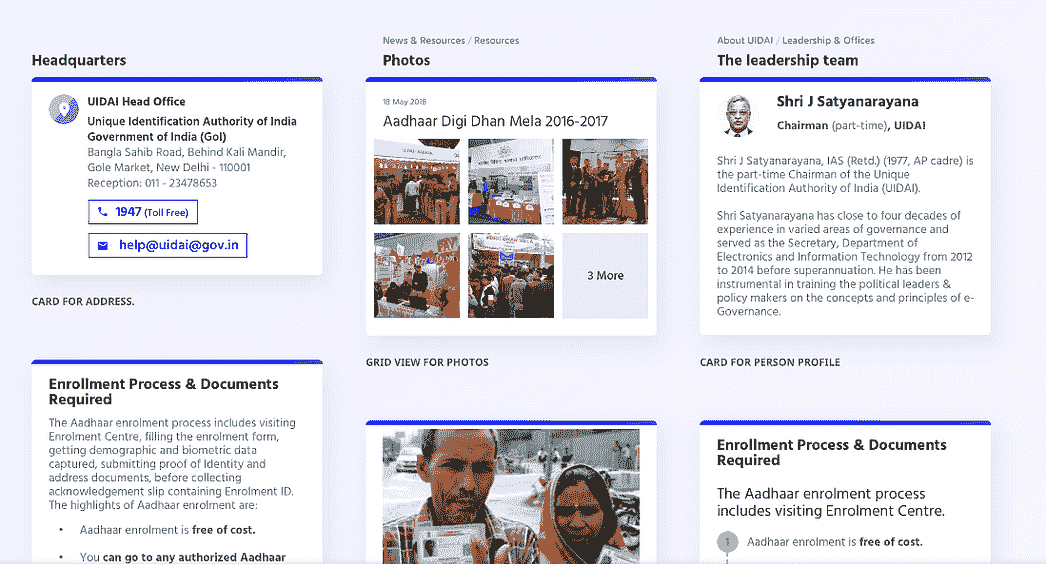 Headquarters
UIDAI Head Office
Unique Identification Authority of India
Government of India (GoI)
Bangla Sahib Road, Behind Kali Mandir,
Gole Market, New Delhi - 110001
Reception: 011 - 23478653
1947 (Toll Free)
help@uidai@gov.in
CARD FOR ADDRESS.
Enrollment Process & Documents
Required
The Aadhaar enrolment process includes visiting
Enrolment Centre, filling the enrolment form,
getting demographic and biometric data
captured, submitting proof of Identity and
address documents, before collecting
acknowledgement slip containing Enrolment ID.
The highlights of Aadhaar enrolment are:
• Aadhaar enrolment is free of cost.
• You can go to any authorized Aadhaar
News & Resources / Resources
Photos
18 May 2018
Aadhaar Digi Dhan Mela 2016-2017
3 More
GRID VIEW FOR PHOTOS
About UIDAI / Leadership & Offices
The leadership team
Shri J Satyanarayana
Chairman (part-time), UIDAI
Shri J Satyanarayana, IAS (Retd.) (1977, AP cadre) is
the part-time Chairman of the Unique
Identification Authority of India (UIDAI).
Shri Satyanarayana has close to four decades of
experience in varied areas of governance and
served as the Secretary, Department of
Electronics and Information Technology from 2012
to 2014 before superannuation. He has been
instrumental in training the political leaders &
policy makers on the concepts and principles of e-
Governance.
CARD FOR PERSON PROFILE
Enrollment Process & Documents
Required
The Aadhaar enrolment process
includes visiting Enrolment Centre.
1 Aadhaar enrolment is free of cost.